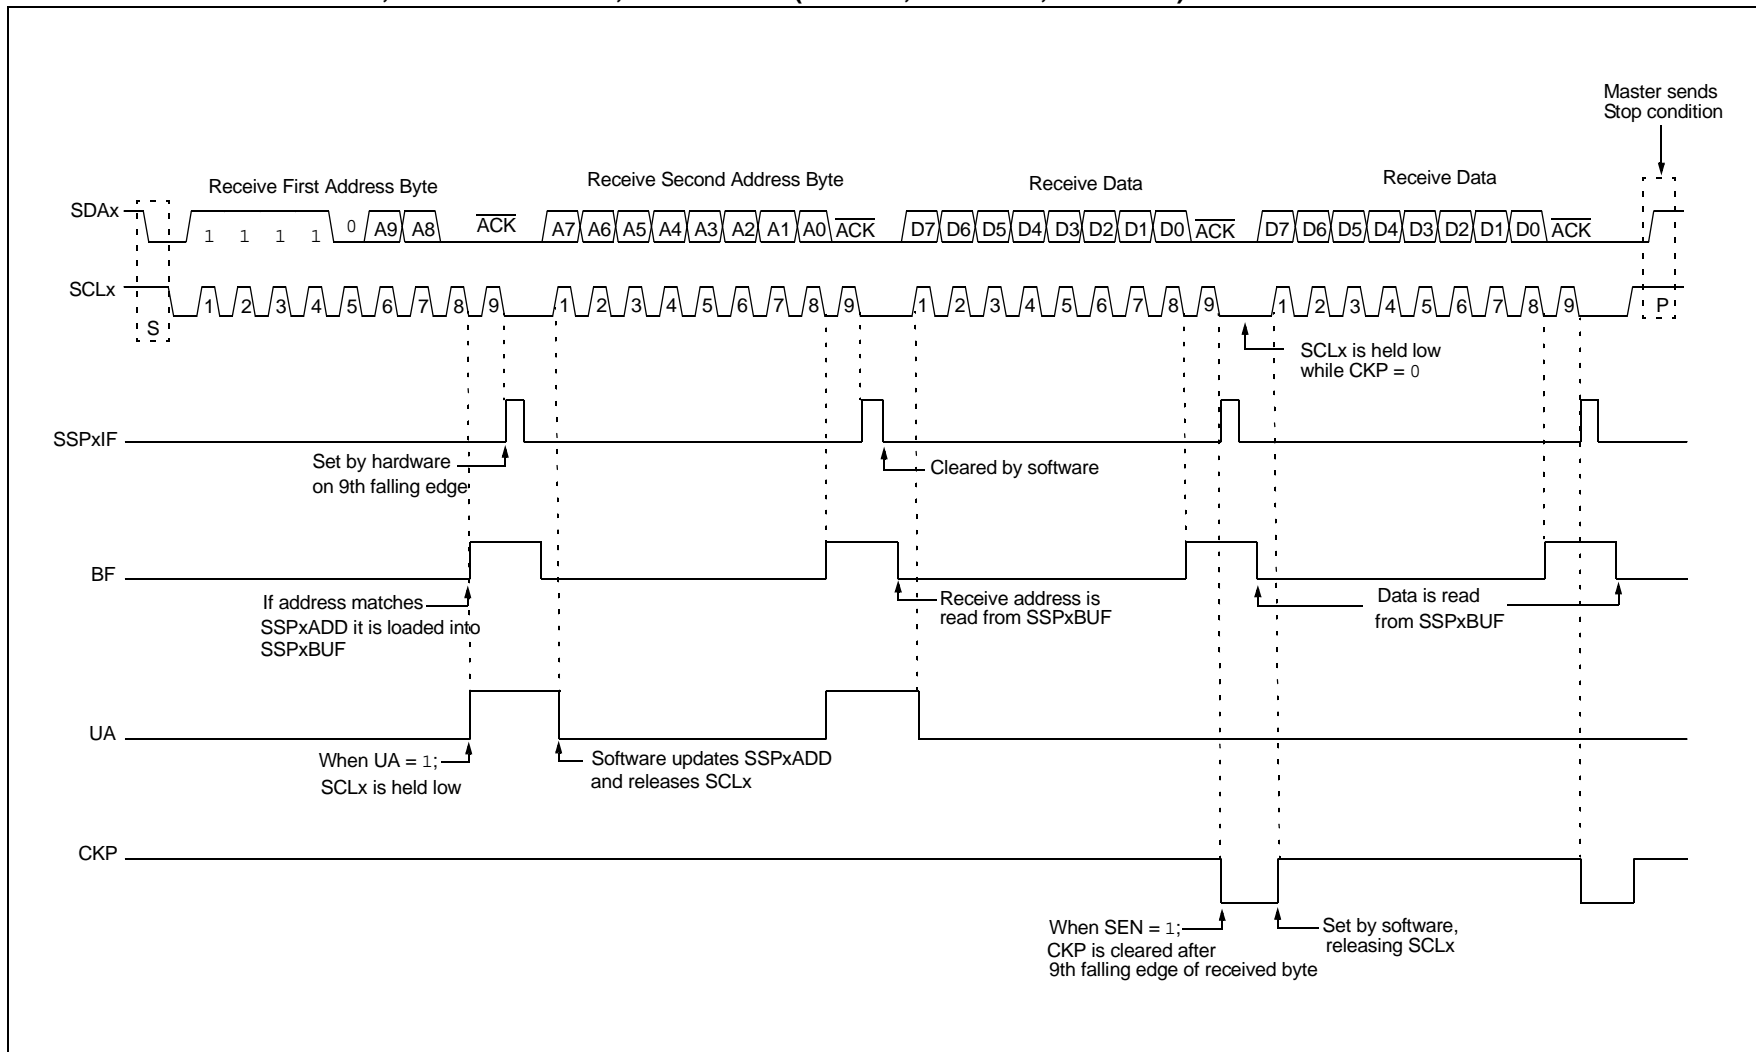 Master sends
Stop condition
Receive First Address Byte
Receive Second Address Byte
Receive Data
Receive Data
SDAx
1 1 1 1 0 A9 A8 ACK A7 A6 A5 A4 A3 A2 A1 A0 ACK D7 D6 D5 D4 D3 D2 D1 D0 ACK D7 D6 D5 D4 D3 D2 D1 D0 ACK
SCLx
S 1 2 3 4 5 6 7 8 9 1 2 3 4 5 6 7 8 9 1 2 3 4 5 6 7 8 9 1 2 3 4 5 6 7 8 9 P
SCLx is held low
while CKP = 0
SSPxIF
Set by hardware
on 9th falling edge
Cleared by software
BF
If address matches
SSPxADD it is loaded into
SSPxBUF
Receive address is
read from SSPxBUF
Data is read
from SSPxBUF
UA
When UA = 1;
SCLx is held low
Software updates SSPxADD
and releases SCLx
CKP
When SEN = 1;
CKP is cleared after
9th falling edge of received byte
Set by software,
releasing SCLx